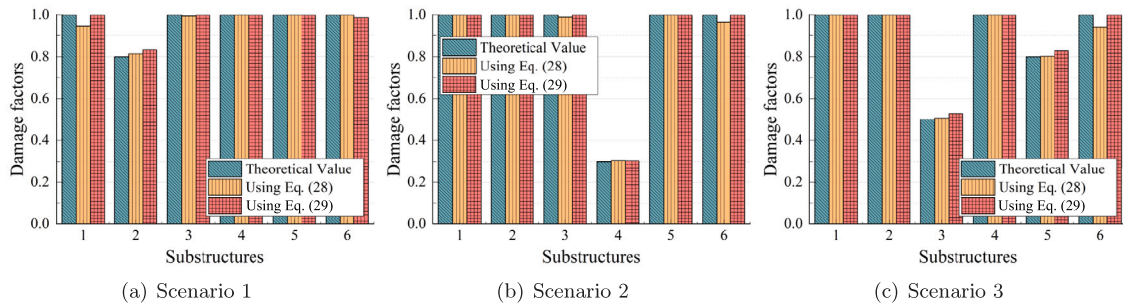 1.0
0.8
0.6
0.4
0.2
0.0
Damage factors
Theoretical Value
Using Eq. (28)
Using Eq. (29)
1 2 3 4 5 6
Substructures
(a) Scenario 1
1.0
0.8
0.6
0.4
0.2
0.0
Damage factors
Theoretical Value
Using Eq. (28)
Using Eq. (29)
1 2 3 4 5 6
Substructures
(b) Scenario 2
1.0
0.8
0.6
0.4
0.2
0.0
Damage factors
Theoretical Value
Using Eq. (28)
Using Eq. (29)
1 2 3 4 5 6
Substructures
(c) Scenario 3